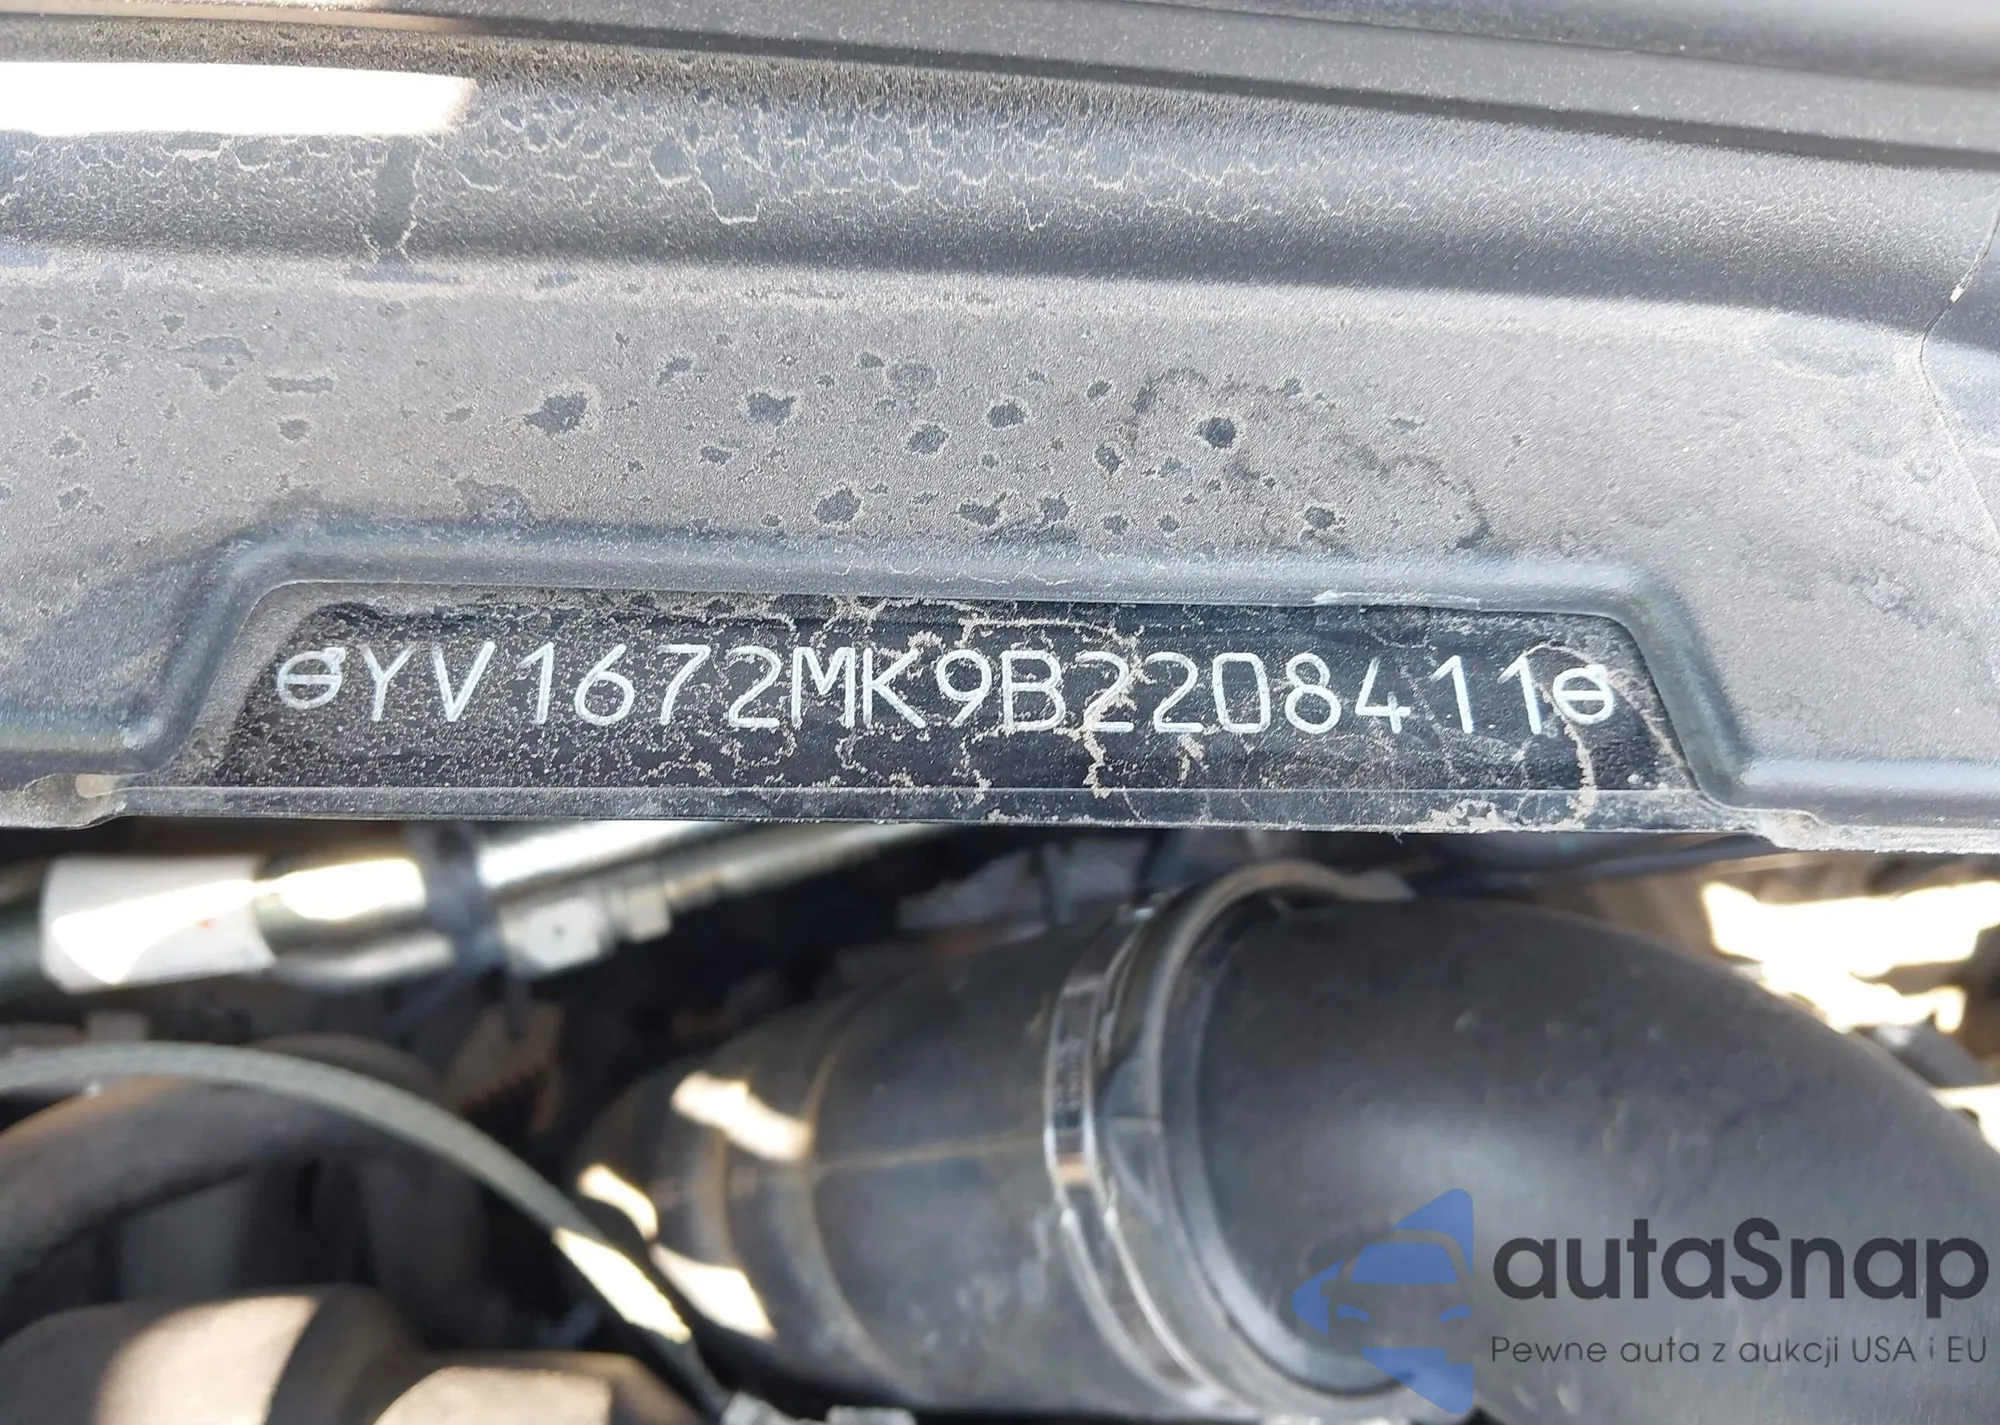 YV1672MK9B2208411
autaSnap
Pewne auta z aukcji USA i EU